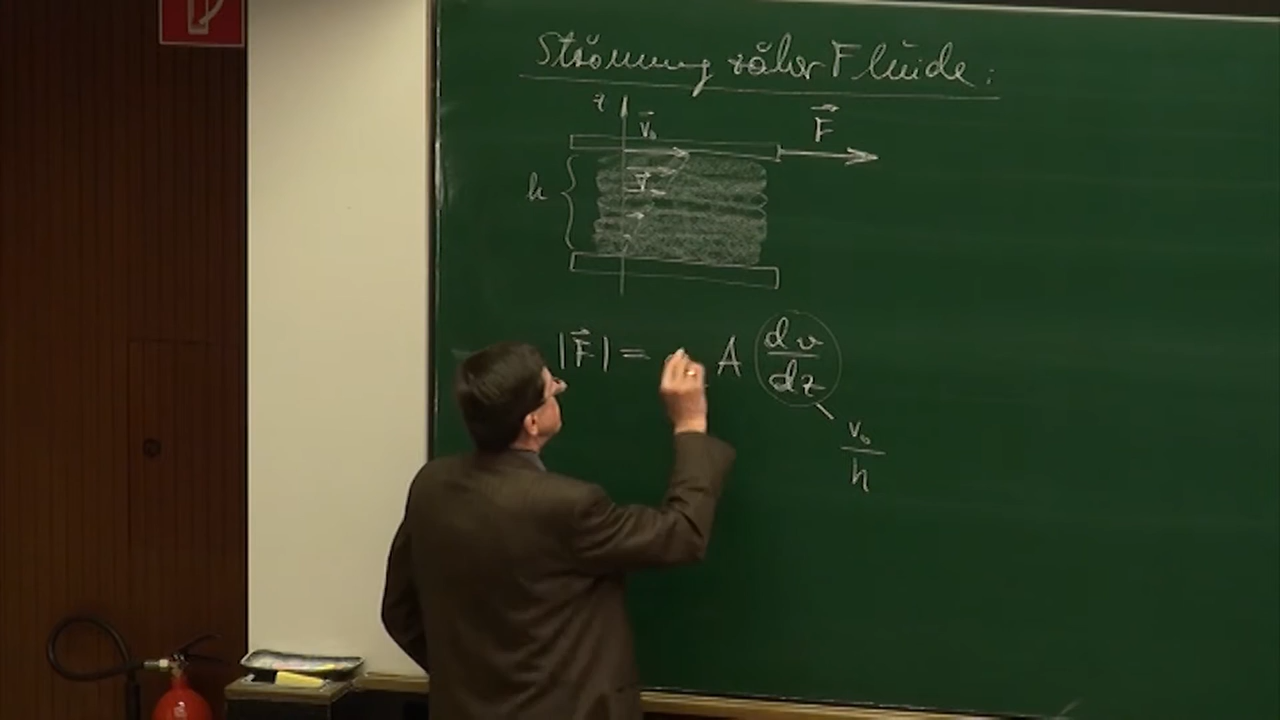 Strömung zäher Fluide:
z
v₀
F
h
v
|F| = A dv/dz
v₀/h